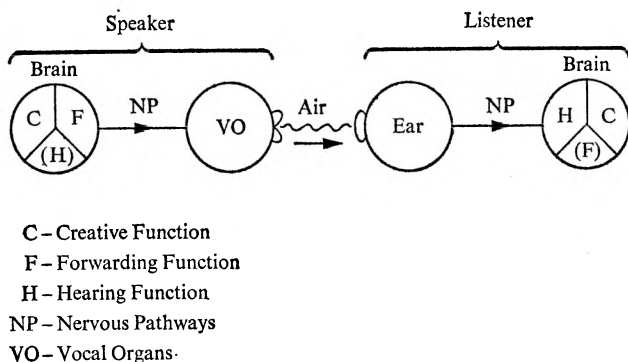 Speaker Listener
Brain Brain
NP Air NP
C F VO Ear H C
(H) (F)
C – Creative Function
F – Forwarding Function
H – Hearing Function
NP – Nervous Pathways
VO – Vocal Organs.